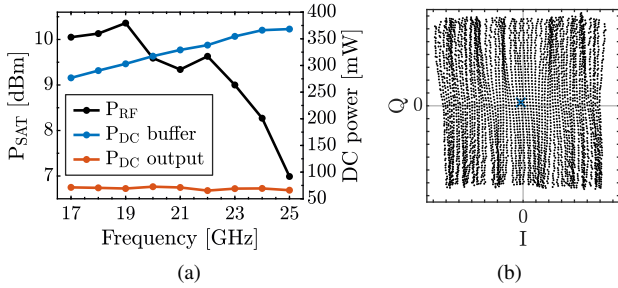 10
9
8
7
P_SAT [dBm]
400
350
300
250
200
150
100
50
DC power [mW]
P_RF
P_DC buffer
P_DC output
17 19 21 23 25
Frequency [GHz]
(a)
Q
0
0
I
(b)